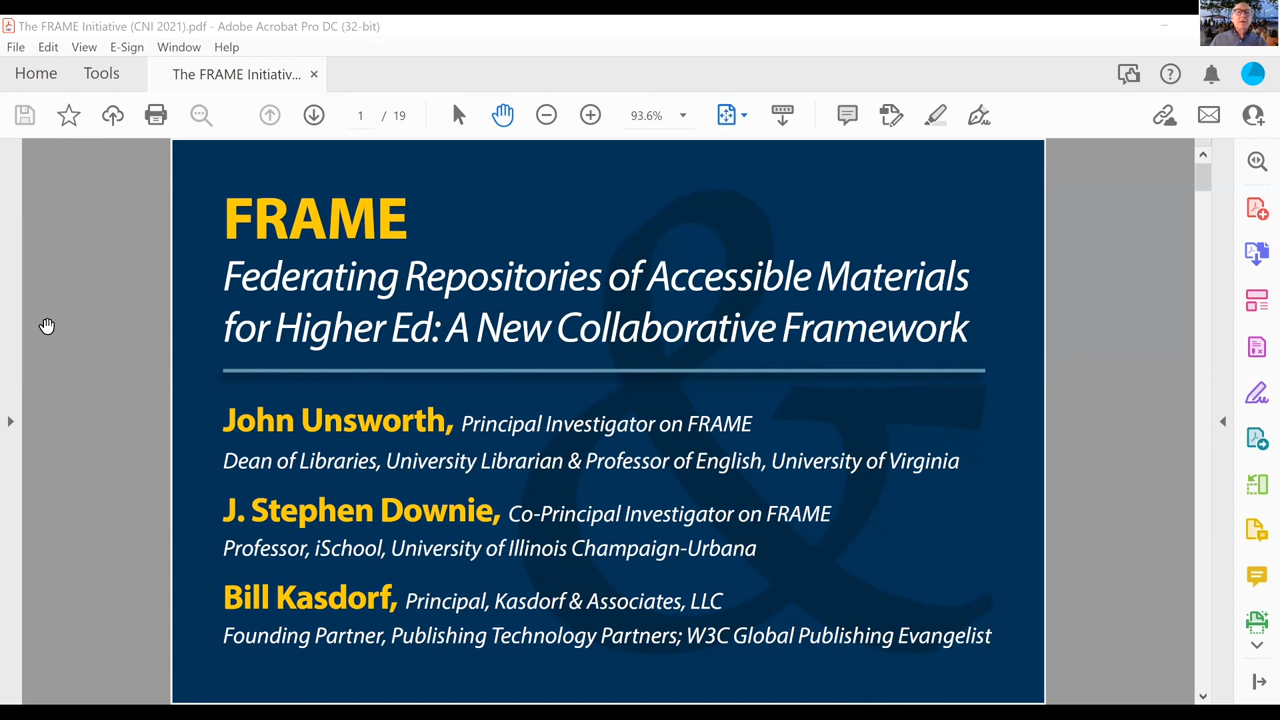 The FRAME Initiative (CNI 2021).pdf - Adobe Acrobat Pro DC (32-bit)
File Edit View E-Sign Window Help
Home Tools The FRAME Initiativ... ×
1 / 19 93.6%
FRAME
Federating Repositories of Accessible Materials
for Higher Ed: A New Collaborative Framework
John Unsworth, Principal Investigator on FRAME
Dean of Libraries, University Librarian & Professor of English, University of Virginia
J. Stephen Downie, Co-Principal Investigator on FRAME
Professor, iSchool, University of Illinois Champaign-Urbana
Bill Kasdorf, Principal, Kasdorf & Associates, LLC
Founding Partner, Publishing Technology Partners; W3C Global Publishing Evangelist